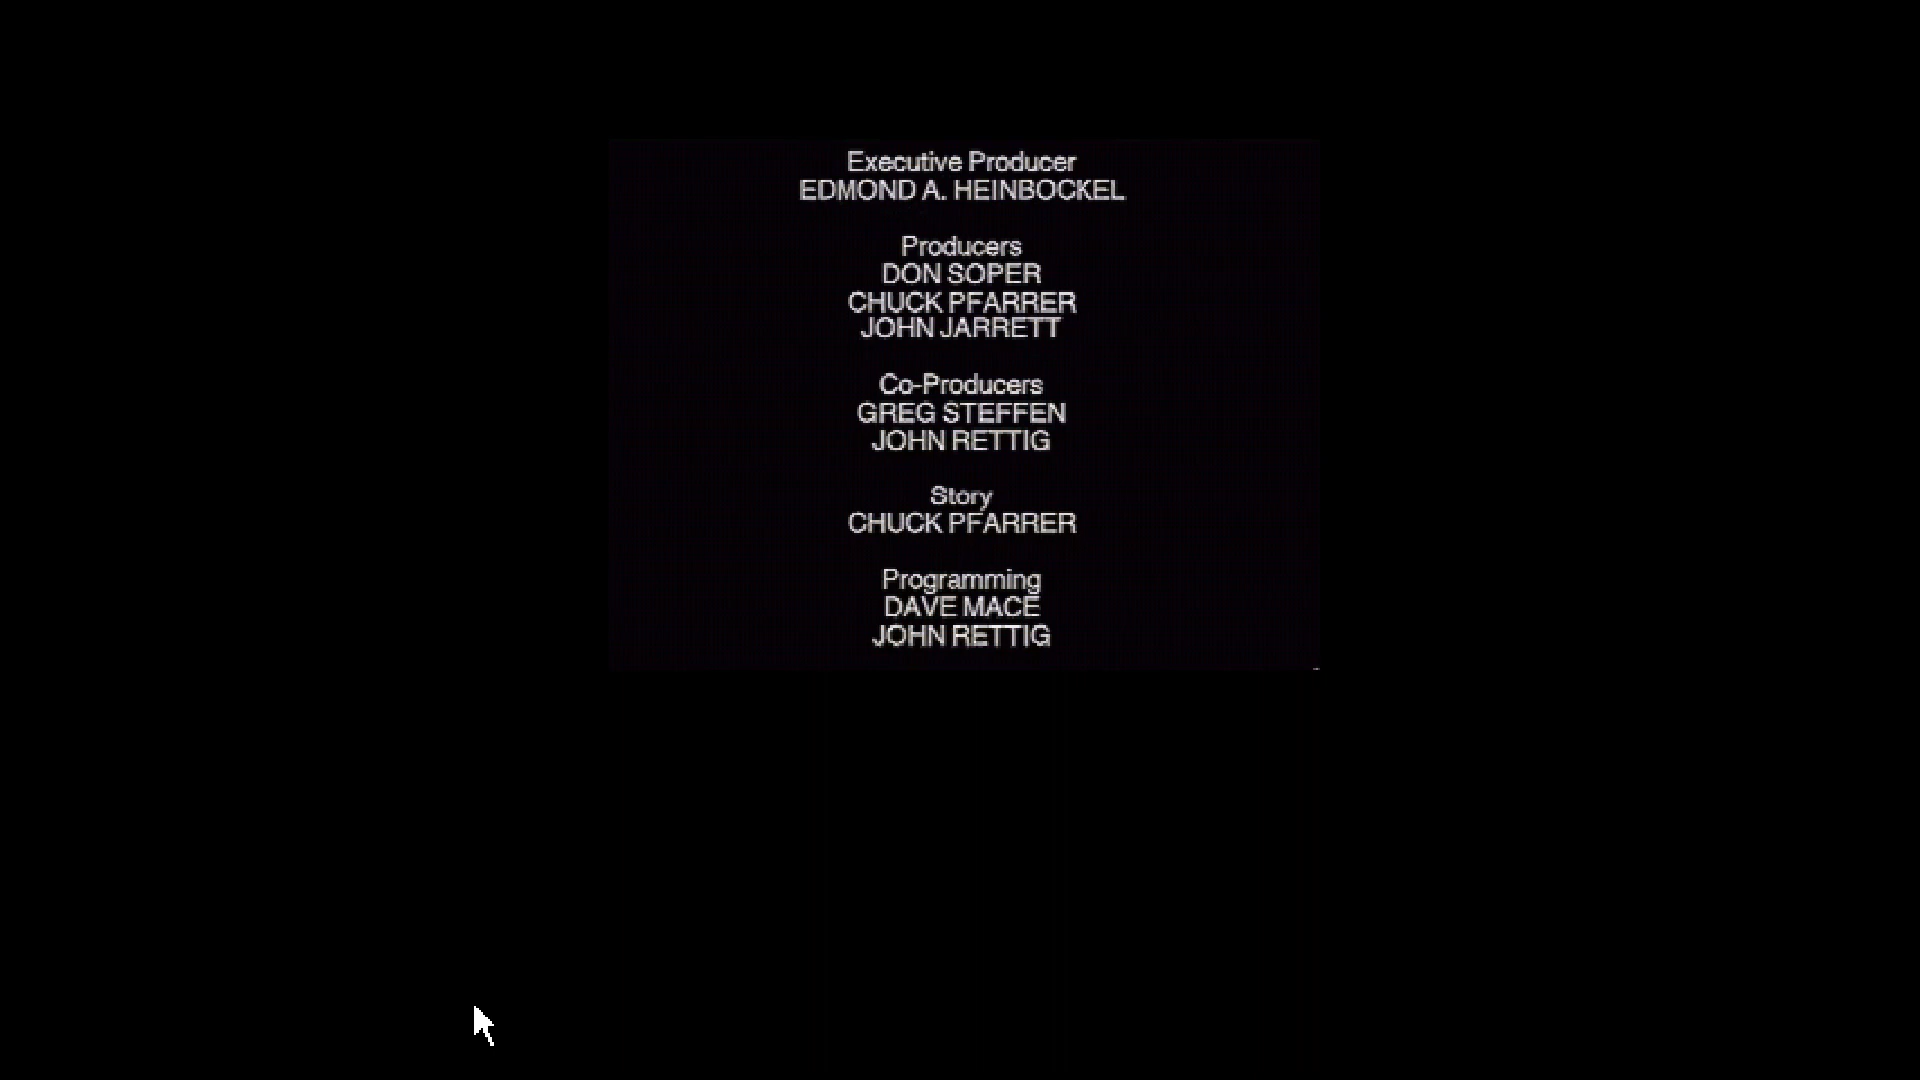 Executive Producer
EDMOND A. HEINBOCKEL
Producers
DON SOPER
CHUCK PFARRER
JOHN JARRETT
Co-Producers
GREG STEFFEN
JOHN RETTIG
Story
CHUCK PFARRER
Programming
DAVE MACE
JOHN RETTIG